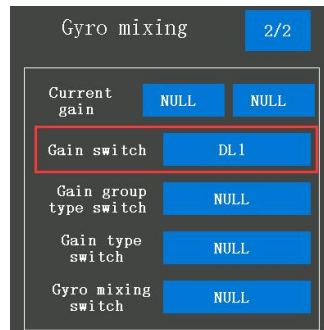 Gyro mixing 2/2
Current
gain NULL NULL
Gain switch DL1
Gain group
type switch NULL
Gain type
switch NULL
Gyro mixing
switch NULL